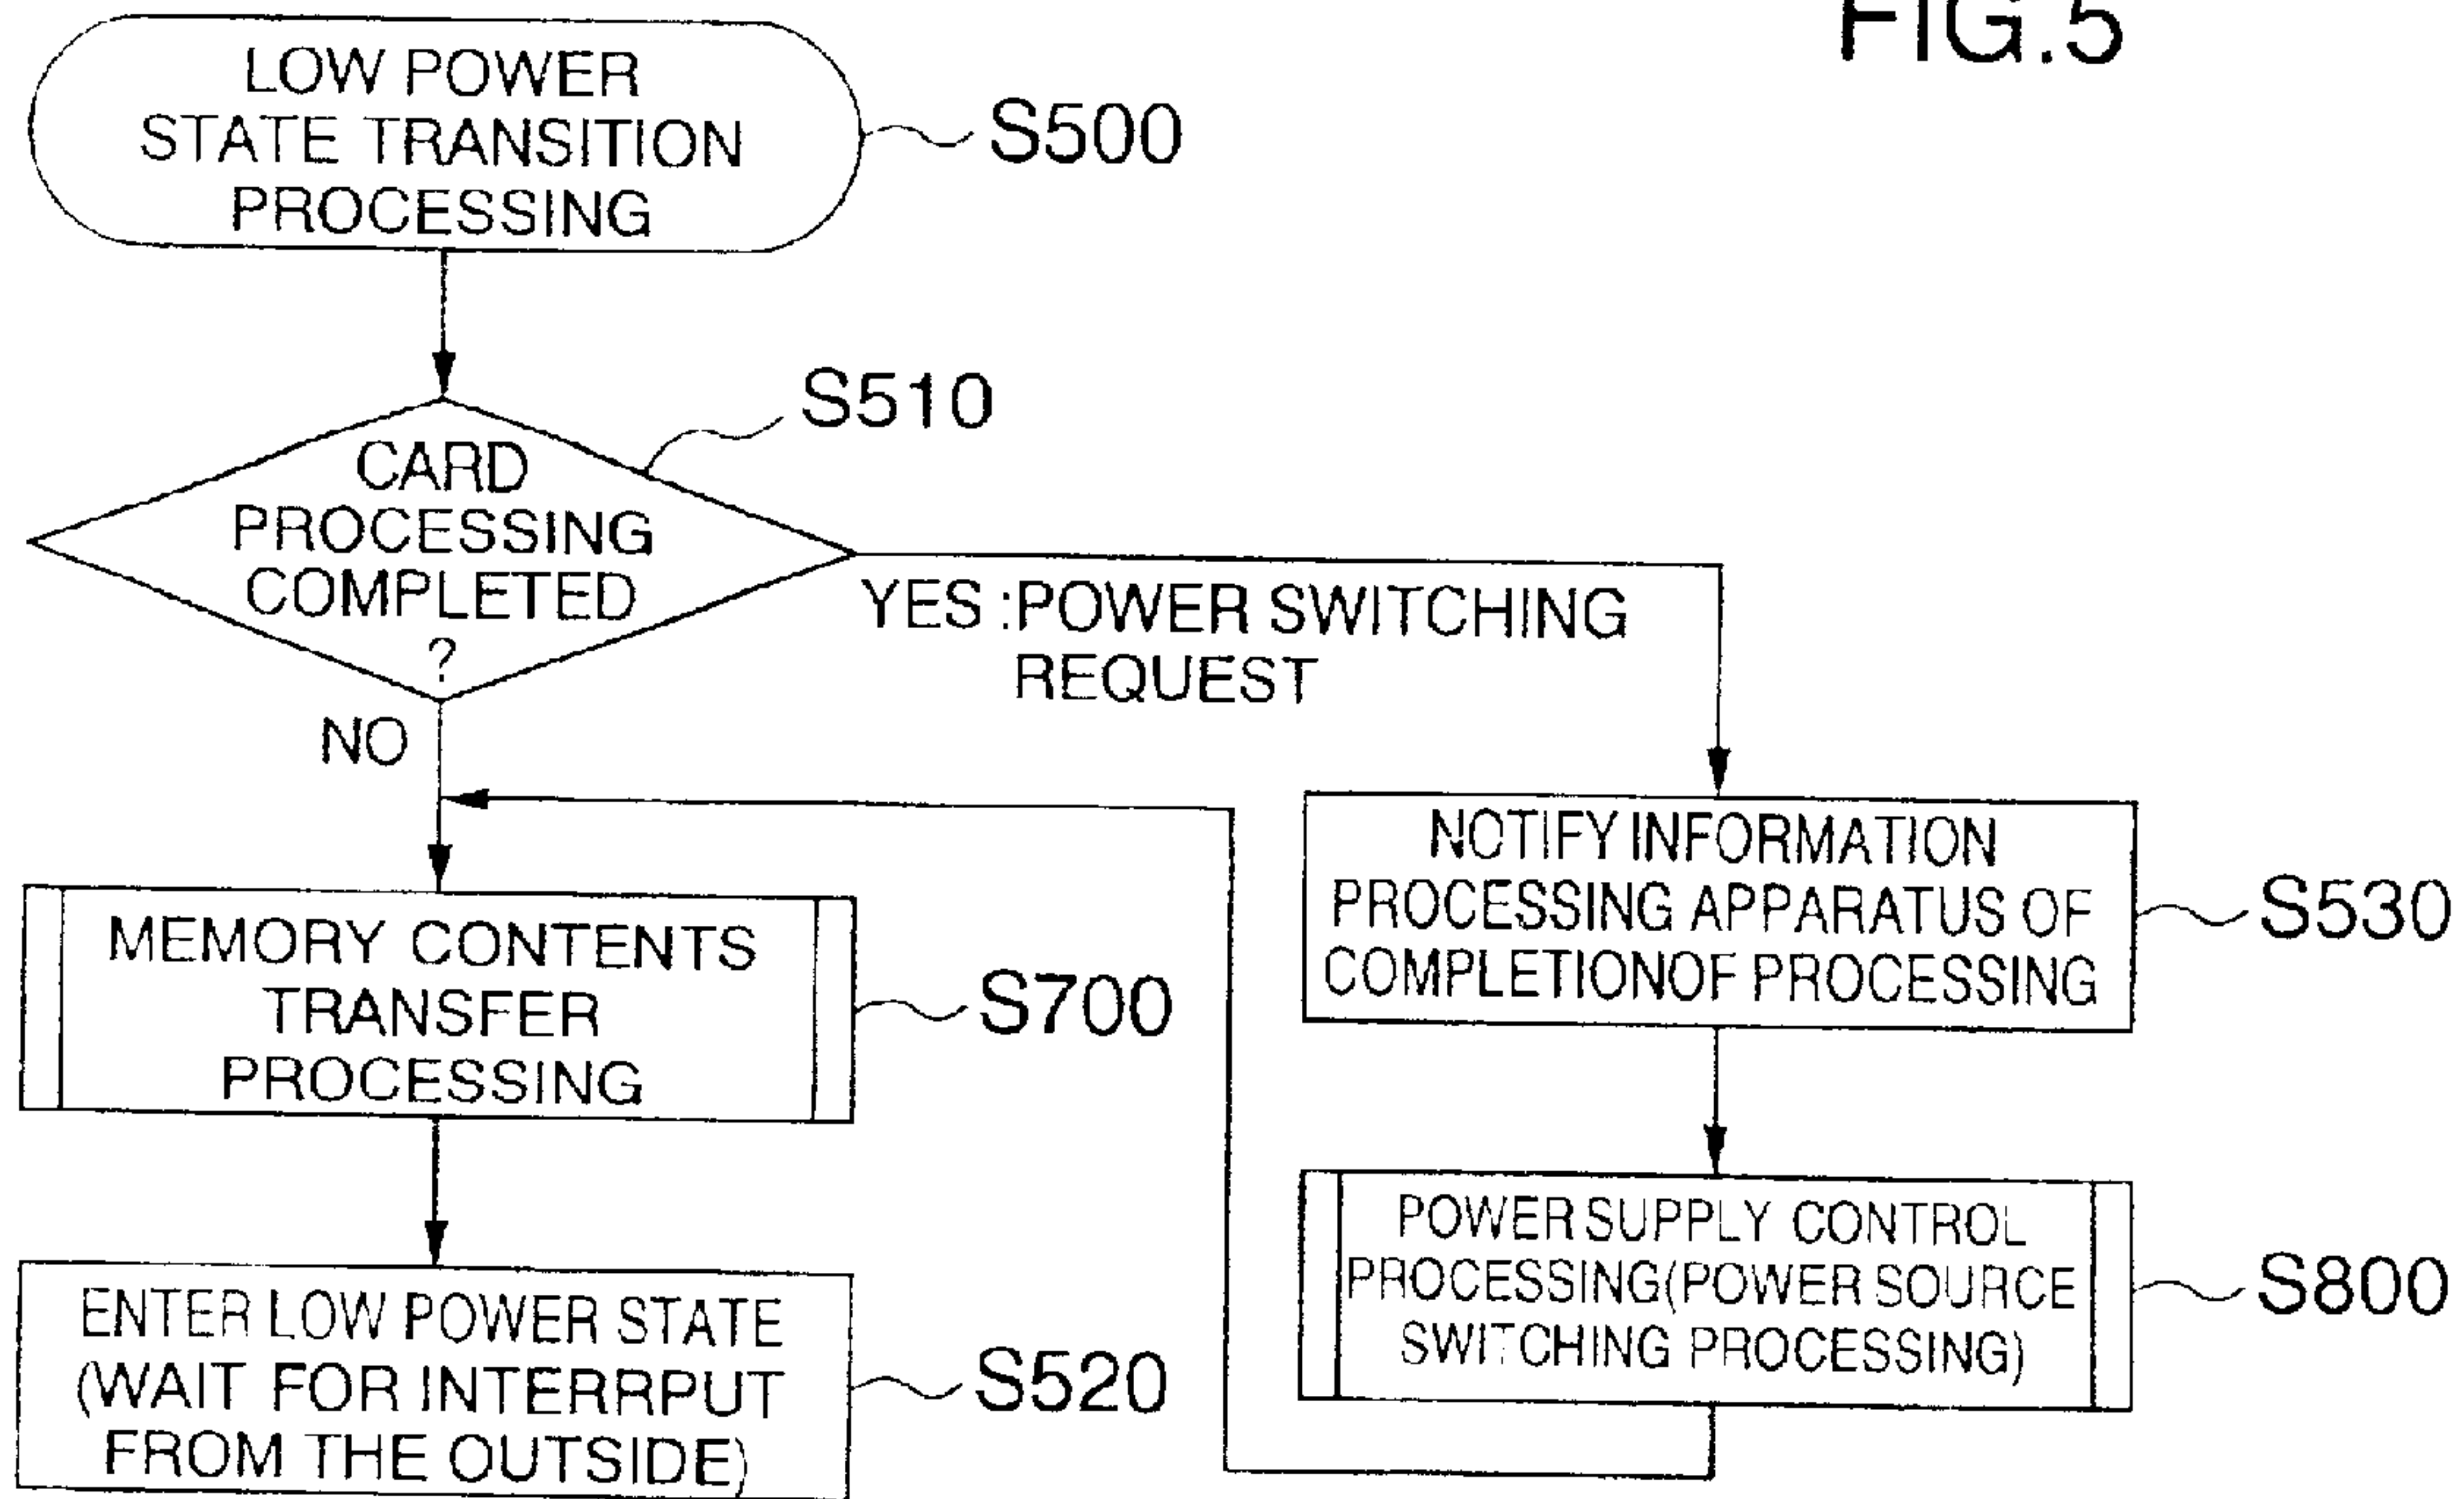 FIG.5
LOW POWER
STATE TRANSITION
PROCESSING
S500
S510
CARD
PROCESSING
COMPLETED
?
YES :POWER SWITCHING
REQUEST
NO
NOTIFY INFORMATION
PROCESSING APPARATUS OF
COMPLETIONOF PROCESSING
S530
MEMORY CONTENTS
TRANSFER
PROCESSING
S700
POWER SUPPLY CONTROL
PROCESSING(POWER SOURCE
SWITCHING PROCESSING)
S800
ENTER LOW POWER STATE
(WAIT FOR INTERRPUT
FROM THE OUTSIDE)
S520